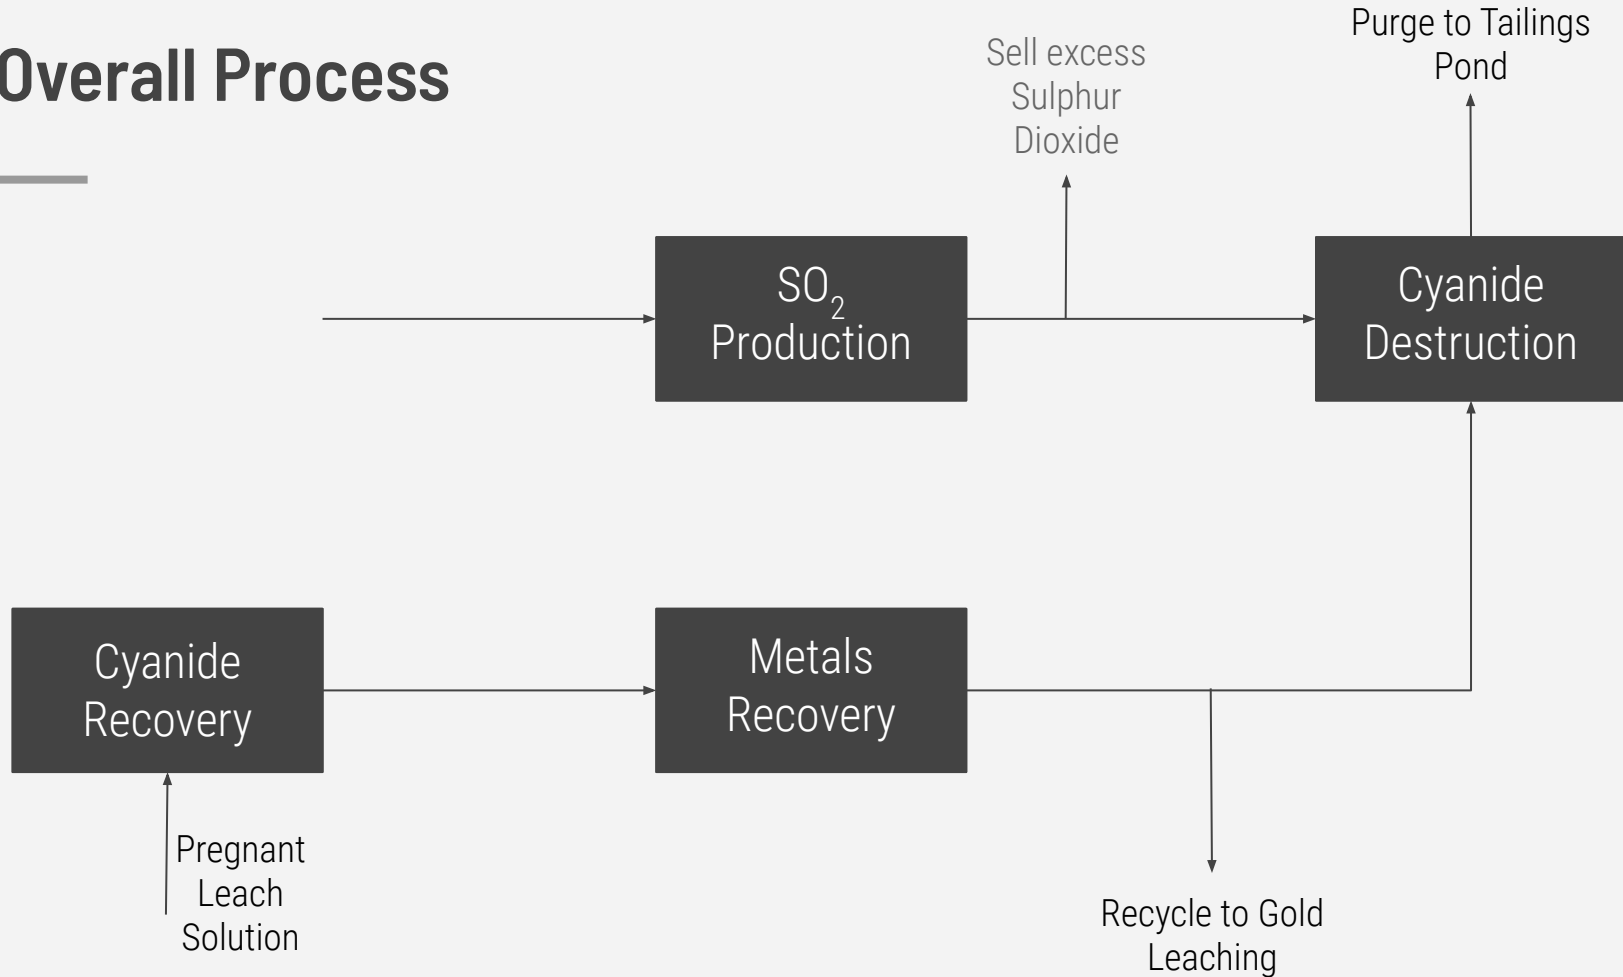 Overall Process
Sell excess
Sulphur
Dioxide
Purge to Tailings
Pond
SO₂
Production
Cyanide
Destruction
Cyanide
Recovery
Metals
Recovery
Pregnant
Leach
Solution
Recycle to Gold
Leaching